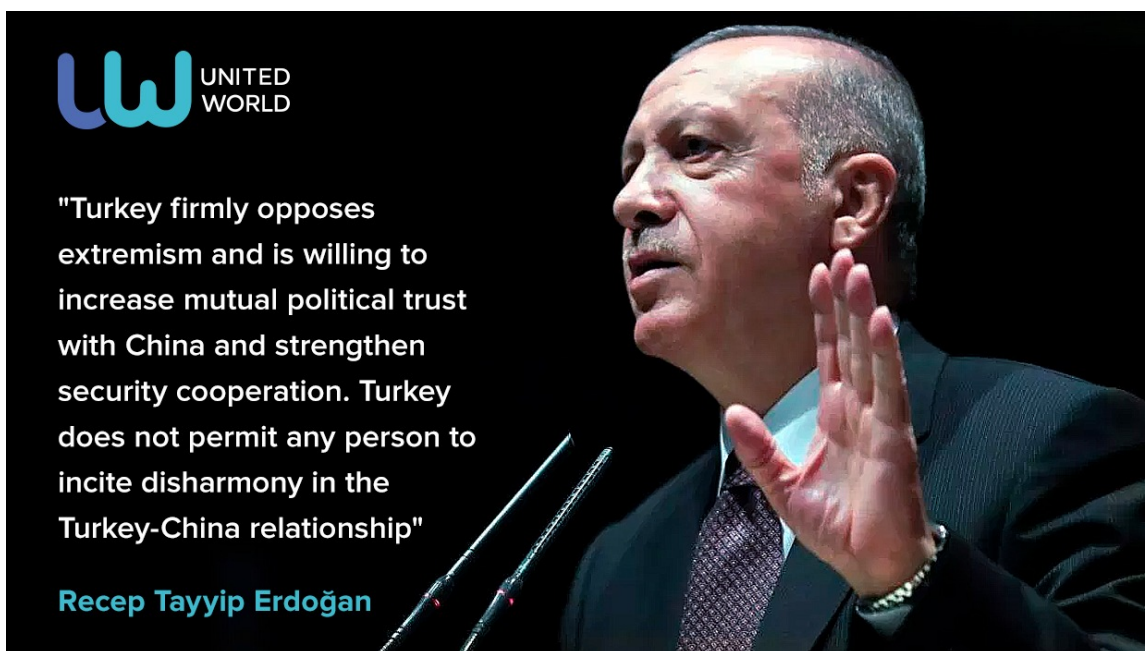 UNITED
WORLD
"Turkey firmly opposes
extremism and is willing to
increase mutual political trust
with China and strengthen
security cooperation. Turkey
does not permit any person to
incite disharmony in the
Turkey-China relationship"
Recep Tayyip Erdoğan